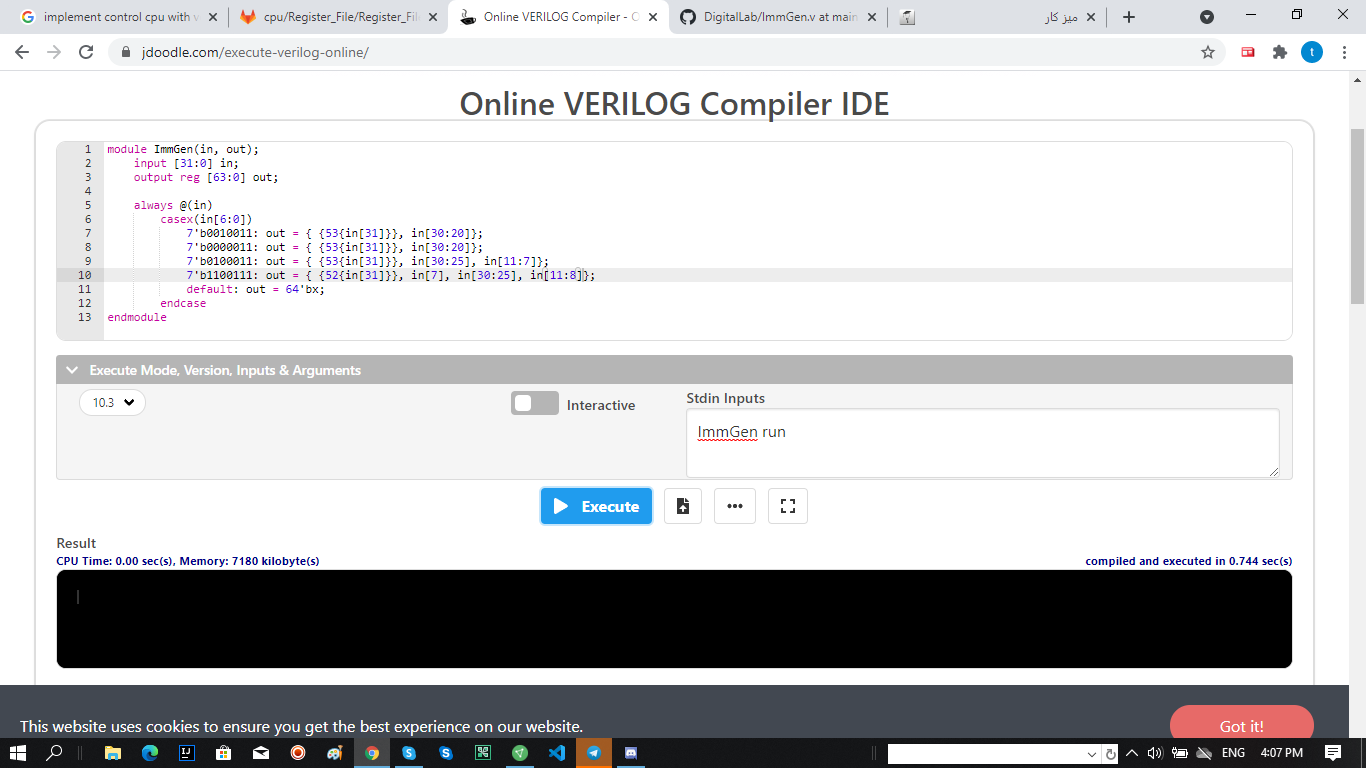 implement control cpu with v
cpu/Register_File/Register_Fil
Online VERILOG Compiler - O
DigitalLab/ImmGen.v at main
میز کار
jdoodle.com/execute-verilog-online/
t
Online VERILOG Compiler IDE
1 module ImmGen(in, out);
2 input [31:0] in;
3 output reg [63:0] out;
4
5 always @(in)
6 casex(in[6:0])
7 7'b0010011: out = { {53{in[31]}}, in[30:20]};
8 7'b0000011: out = { {53{in[31]}}, in[30:20]};
9 7'b0100011: out = { {53{in[31]}}, in[30:25], in[11:7]};
10 7'b1100111: out = { {52{in[31]}}, in[7], in[30:25], in[11:8]};
11 default: out = 64'bx;
12 endcase
13 endmodule
Execute Mode, Version, Inputs & Arguments
10.3
Interactive
Stdin Inputs
ImmGen run
Execute
Result
CPU Time: 0.00 sec(s), Memory: 7180 kilobyte(s)
compiled and executed in 0.744 sec(s)
This website uses cookies to ensure you get the best experience on our website.
Got it!
ENG
4:07 PM